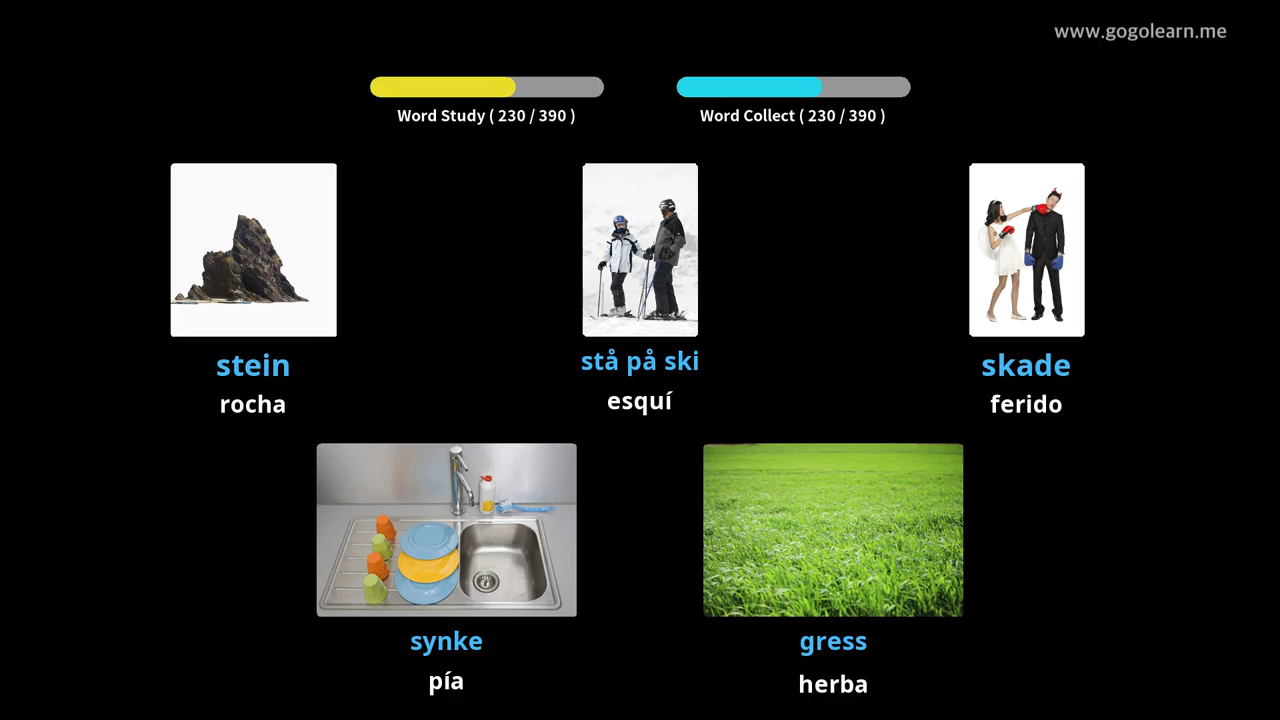 www.gogolearn.me
Word Study ( 230 / 390 )
Word Collect ( 230 / 390 )
stein
rocha
stå på ski
esquí
skade
ferido
synke
pía
gress
herba